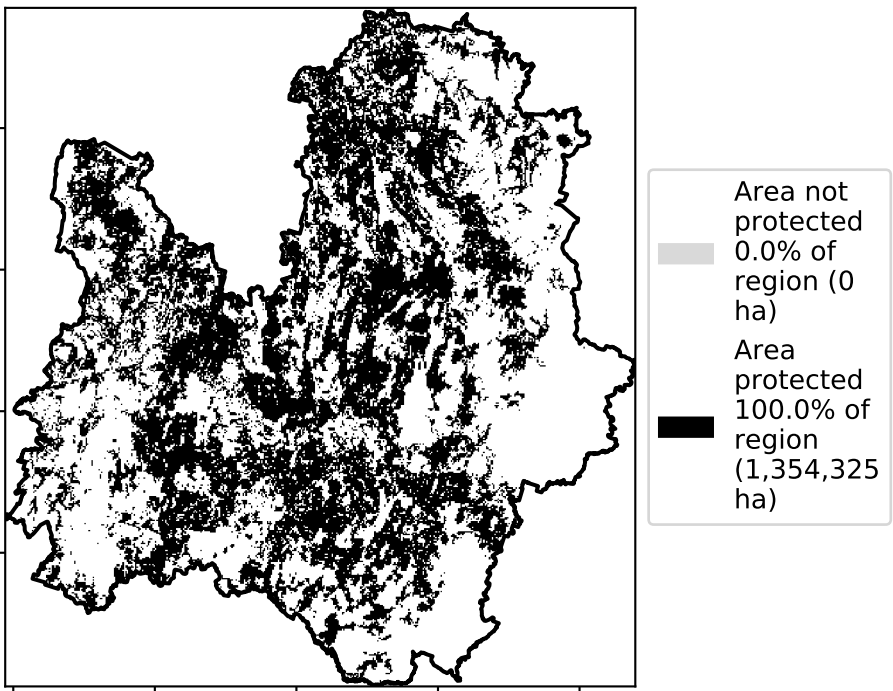 Area not
protected
0.0% of
region (0
ha)
Area
protected
100.0% of
region
(1,354,325
ha)